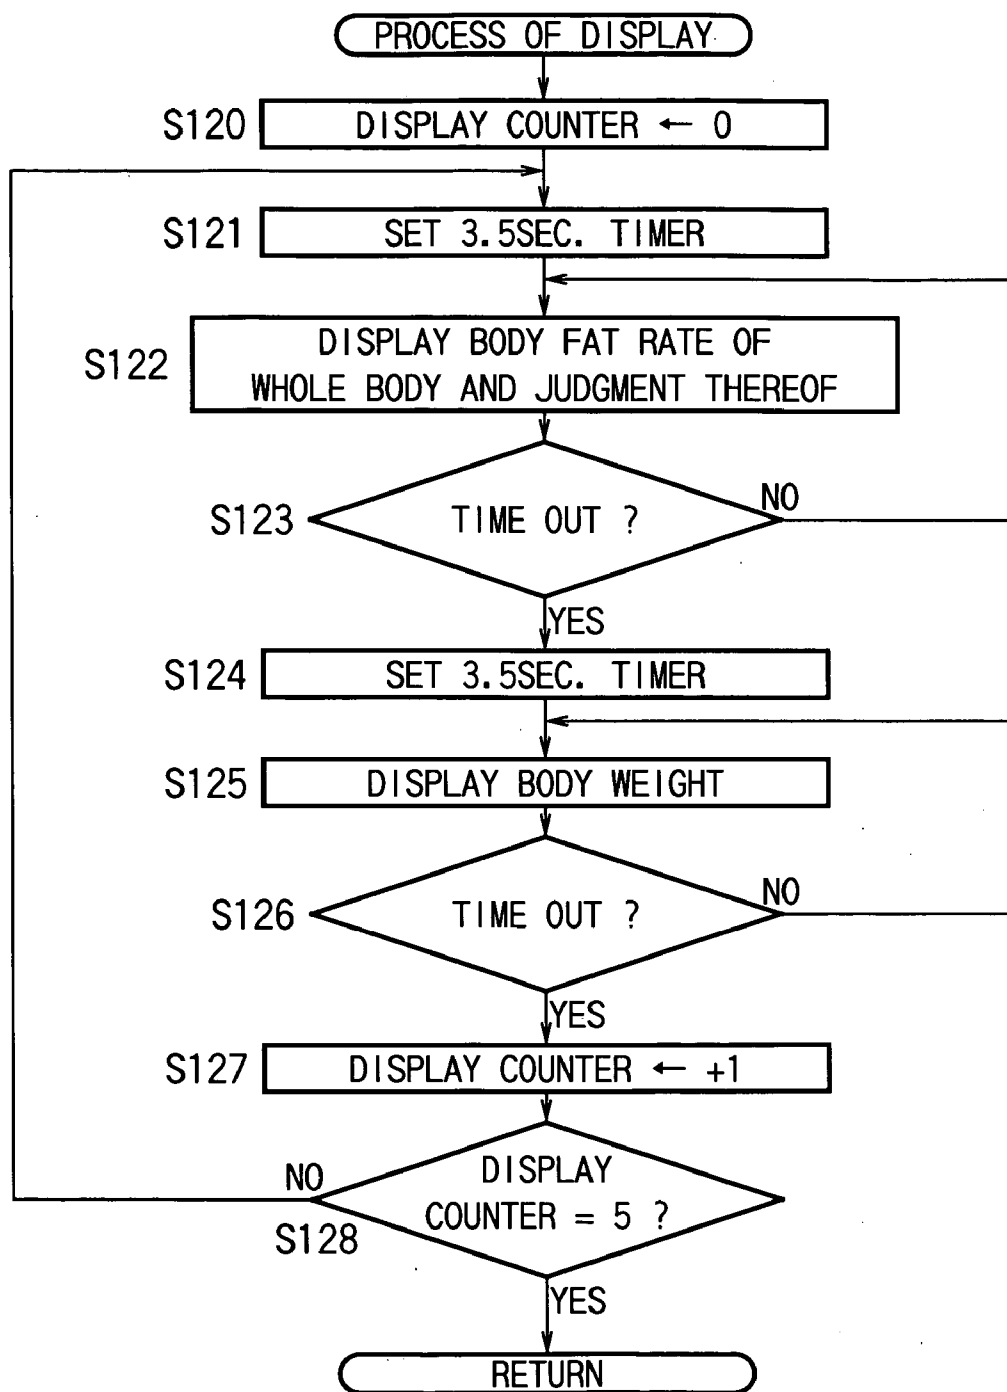 PROCESS OF DISPLAY
S120
DISPLAY COUNTER ← 0
S121
SET 3.5SEC. TIMER
S122
DISPLAY BODY FAT RATE OF
WHOLE BODY AND JUDGMENT THEREOF
S123
TIME OUT ?
NO
YES
S124
SET 3.5SEC. TIMER
S125
DISPLAY BODY WEIGHT
S126
TIME OUT ?
NO
YES
S127
DISPLAY COUNTER ← +1
NO
S128
DISPLAY
COUNTER = 5 ?
YES
RETURN